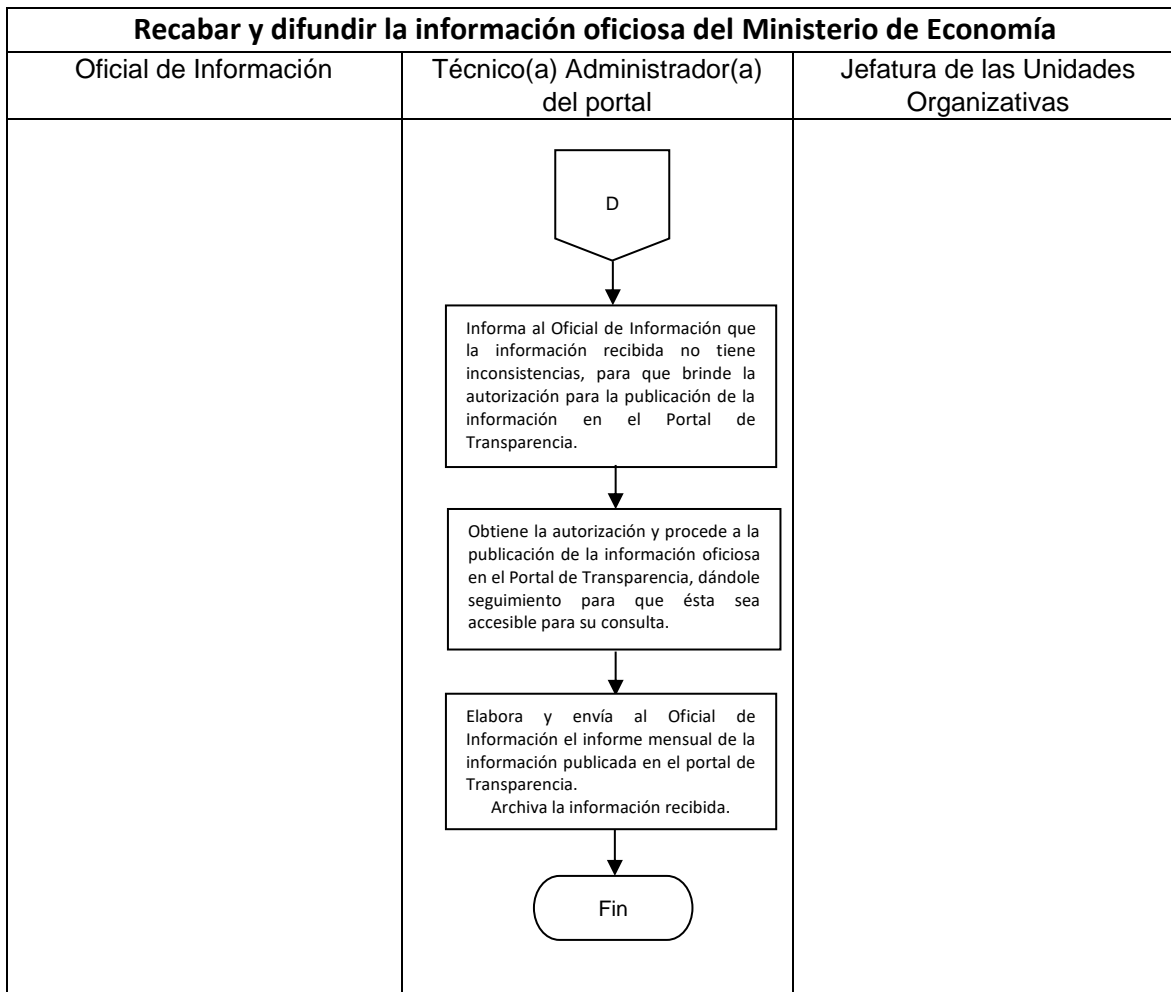 Recabar y difundir la información oficiosa del Ministerio de Economía
Oficial de Información
Técnico(a) Administrador(a)
del portal
Jefatura de las Unidades
Organizativas
D
Informa al Oficial de Información que
la información recibida no tiene
inconsistencias, para que brinde la
autorización para la publicación de la
información en el Portal de
Transparencia.
Obtiene la autorización y procede a la
publicación de la información oficiosa
en el Portal de Transparencia, dándole
seguimiento para que ésta sea
accesible para su consulta.
Elabora y envía al Oficial de
Información el informe mensual de la
información publicada en el portal de
Transparencia.
Archiva la información recibida.
Fin